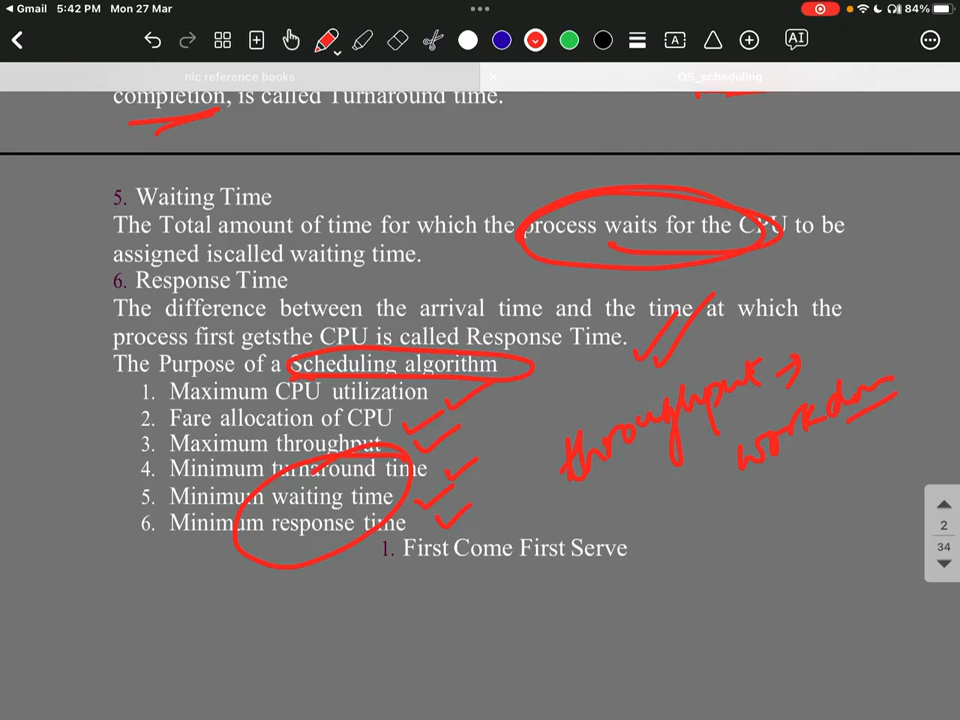 Gmail 5:42 PM Mon 27 Mar
84%
A
AI
nic reference books
OS_scheduling
completion, is called Turnaround time.
5. Waiting Time
The Total amount of time for which the process waits for the CPU to be
assigned iscalled waiting time.
6. Response Time
The difference between the arrival time and the time at which the
process first getsthe CPU is called Response Time.
The Purpose of a Scheduling algorithm
1. Maximum CPU utilization
2. Fare allocation of CPU
3. Maximum throughput
4. Minimum turnaround time
5. Minimum waiting time
6. Minimum response time
throughput →
work
1. First Come First Serve
2
34